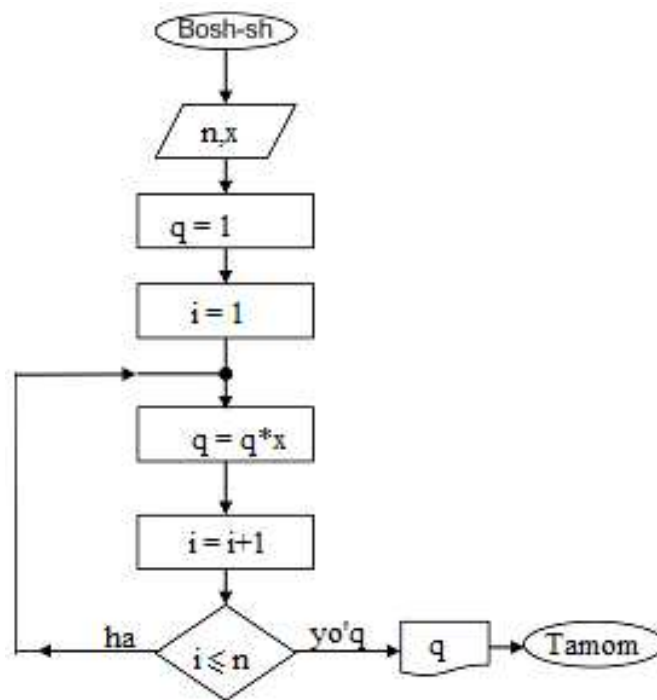 Bosh-sh
n,x
q = 1
i = 1
q = q*x
i = i+1
i ⩽ n
ha
yo'q
q
Tamom